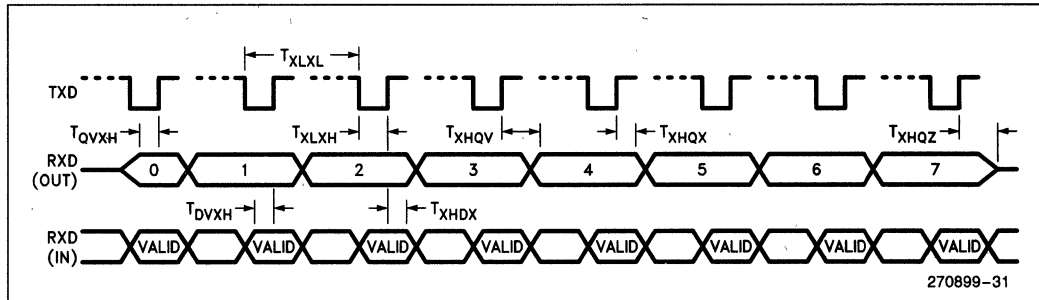 T_XLXL
TXD
T_QVXH T_XLXH T_XHQV T_XHQX T_XHQZ
RXD
(OUT)
0 1 2 3 4 5 6 7
T_DVXH T_XHDX
RXD
(IN)
VALID VALID VALID VALID VALID VALID VALID VALID
270899-31